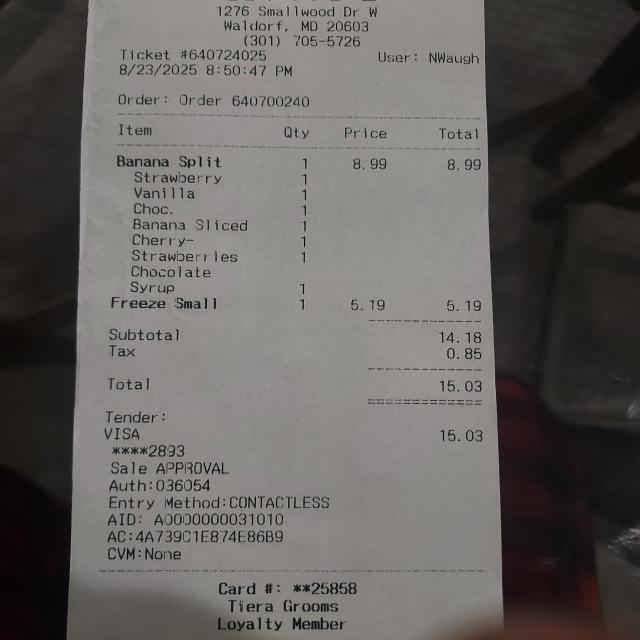 1276 Smallwood Dr W
Waldorf, MD 20603
(301) 705-5726
Ticket #640724025 User: NWaugh
8/23/2025 8:50:47 PM
Order: Order 640700240
Item Qty Price Total
Banana Split 1 8.99 8.99
Strawberry 1
Vanilla 1
Choc. 1
Banana Sliced 1
Cherry- 1
Strawberries 1
Chocolate
Syrup 1
Freeze Small 1 5.19 5.19
Subtotal 14.18
Tax 0.85
Total 15.03
Tender:
VISA 15.03
****2893
Sale APPROVAL
Auth:036054
Entry Method:CONTACTLESS
AID: A0000000031010
AC:4A739C1E874E86B9
CVM:None
Card #: **25858
Tiera Grooms
Loyalty Member